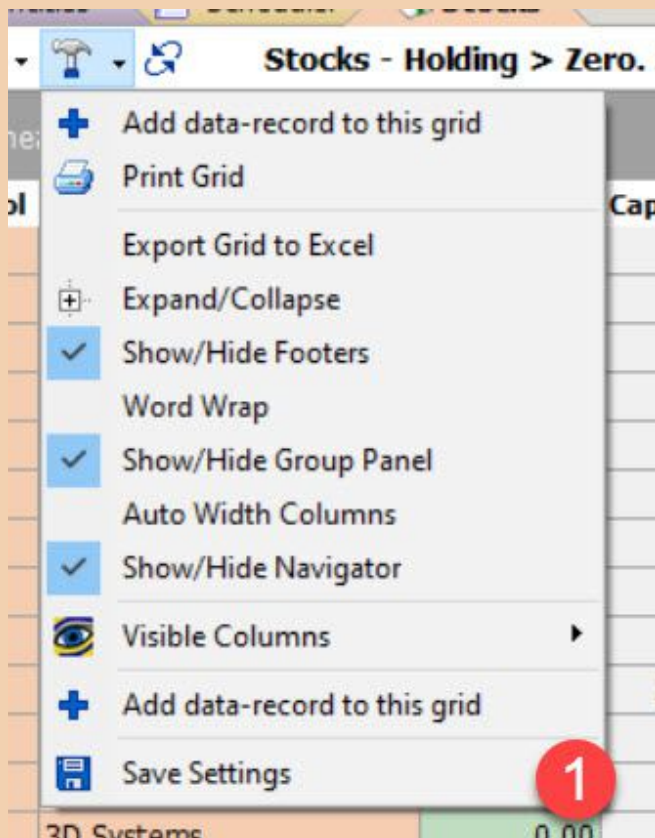 Stocks - Holding > Zero.
Add data-record to this grid
Print Grid
Export Grid to Excel
Expand/Collapse
Show/Hide Footers
Word Wrap
Show/Hide Group Panel
Auto Width Columns
Show/Hide Navigator
Visible Columns
Add data-record to this grid
Save Settings
1
3D Systems 0.00